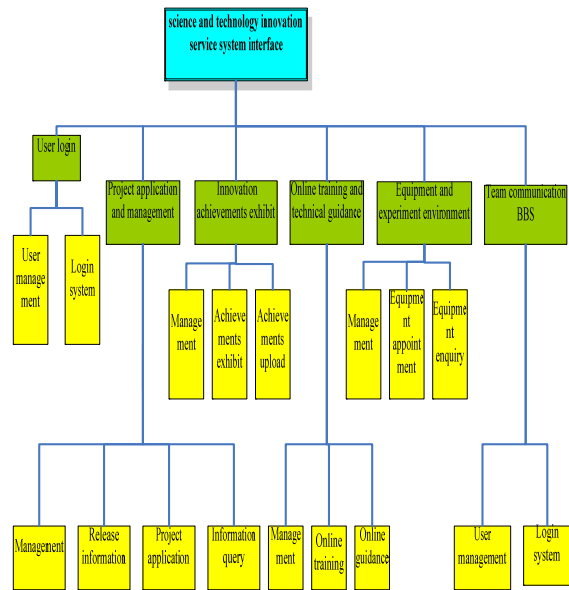 science and technology innovation
service system interface
User login
Project application
and management
Innovation
achievements exhibit
Online training and
technical guidance
Equipment and
experiment environment
Team communication
BBS
User
manage
ment
Login
system
Manage
ment
Achieve
ments
exhibit
Achieve
ments
upload
Manage
ment
Equipme
nt
appoint
ment
Equipme
nt
enquiry
Management
Release
information
Project
application
Information
query
Manage
ment
Online
training
Online
guidance
User
management
Login
system